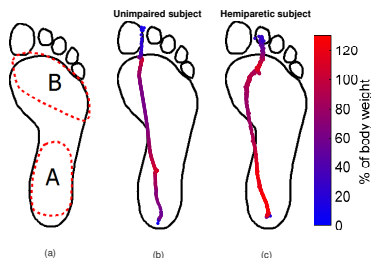 Unimpaired subject
Hemiparetic subject
B
A
120
100
80
60
40
20
0
% of body weight
(a)
(b)
(c)